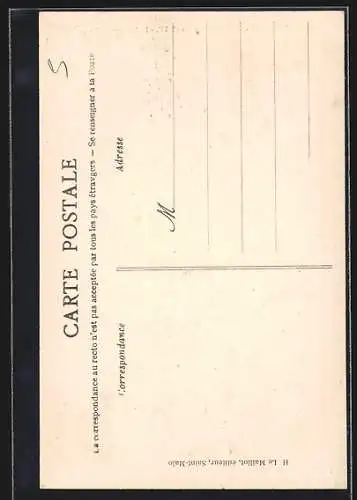 CARTE POSTALE
La correspondance au recto n'est pas acceptée par tous les pays étrangers — Se renseigner à la Poste
Correspondance
Adresse
M
H. Le Maillot, éditeur, Saint-Malo